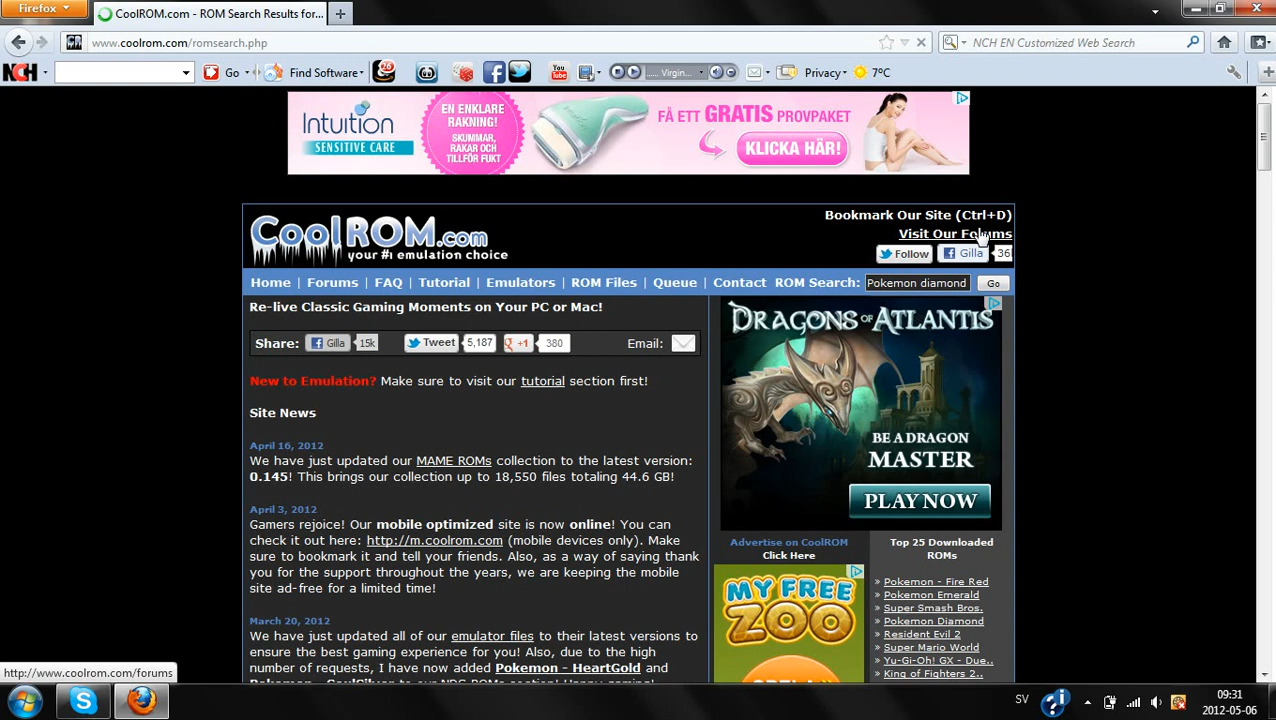 Firefox
CoolROM.com - ROM Search Results for...
www.coolrom.com/romsearch.php
NCH EN Customized Web Search
NCH
Go
Find Software
26
You
Tube
...... Virgin...
Privacy
7°C
Intuition
SENSITIVE CARE
EN ENKLARE
RAKNING!
SKUMMAR,
RAKAR OCH
TILLFÖR FUKT
FÅ ETT GRATIS PROVPAKET
KLICKA HÄR!
CoolROM.com
your #1 emulation choice
Bookmark Our Site (Ctrl+D)
Visit Our Forums
Follow
Gilla
36
Home | Forums | FAQ | Tutorial | Emulators | ROM Files | Queue | Contact ROM Search: Pokemon diamond Go
Re-live Classic Gaming Moments on Your PC or Mac!
Share: Gilla 15k Tweet 5,187 +1 380 Email:
New to Emulation? Make sure to visit our tutorial section first!
Site News
April 16, 2012
We have just updated our MAME ROMs collection to the latest version:
0.145! This brings our collection up to 18,550 files totaling 44.6 GB!
April 3, 2012
Gamers rejoice! Our mobile optimized site is now online! You can
check it out here: http://m.coolrom.com (mobile devices only). Make
sure to bookmark it and tell your friends. Also, as a way of saying thank
you for the support throughout the years, we are keeping the mobile
site ad-free for a limited time!
March 20, 2012
We have just updated all of our emulator files to their latest versions to
ensure the best gaming experience for you! Also, due to the high
number of requests, I have now added Pokemon - HeartGold and
DRAGONS OF ATLANTIS
BE A DRAGON
MASTER
PLAY NOW
Advertise on CoolROM
Click Here
MY FREE
ZOO
Top 25 Downloaded
ROMs
» Pokemon - Fire Red
» Pokemon Emerald
» Super Smash Bros.
» Pokemon Diamond
» Resident Evil 2
» Super Mario World
» Yu-Gi-Oh! GX - Due..
» King of Fighters 2..
http://www.coolrom.com/forums
SV
09:31
2012-05-06